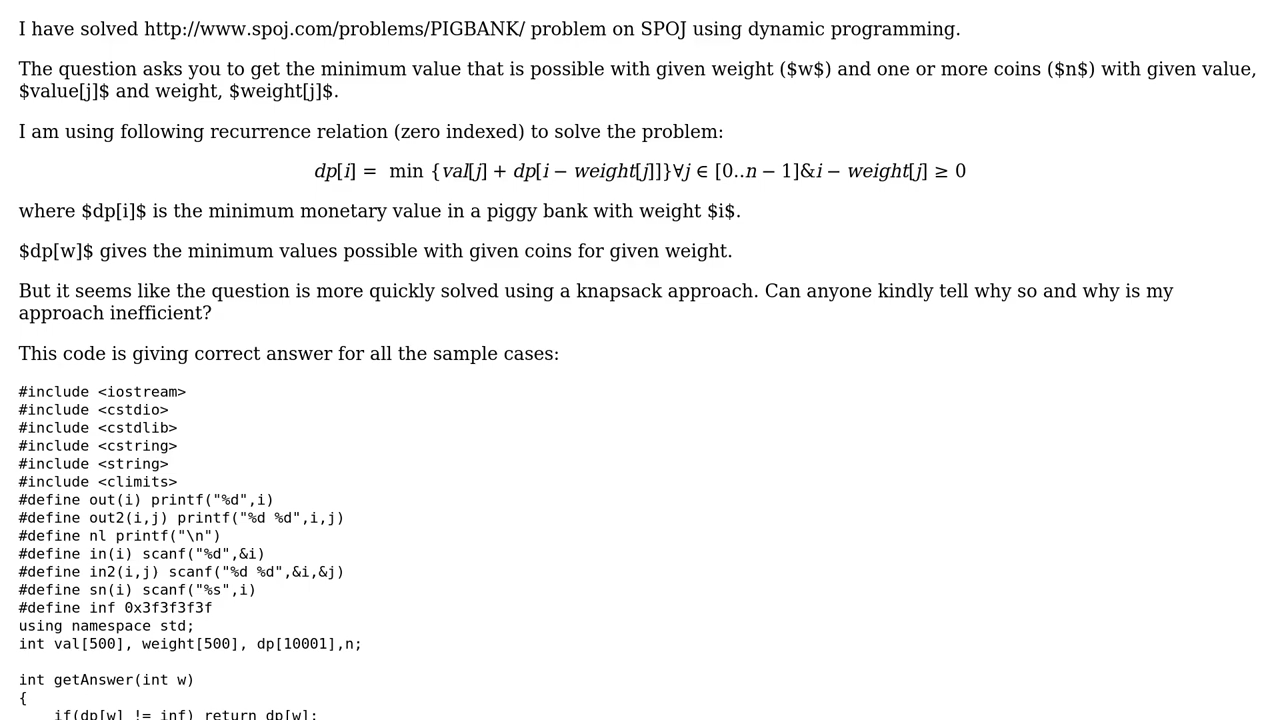 I have solved http://www.spoj.com/problems/PIGBANK/ problem on SPOJ using dynamic programming.
The question asks you to get the minimum value that is possible with given weight ($w$) and one or more coins ($n$) with given value,
$value[j]$ and weight, $weight[j]$.
I am using following recurrence relation (zero indexed) to solve the problem:
dp[i] = min {val[j] + dp[i − weight[j]]}∀j ∈ [0..n − 1]&i − weight[j] ≥ 0
where $dp[i]$ is the minimum monetary value in a piggy bank with weight $i$.
$dp[w]$ gives the minimum values possible with given coins for given weight.
But it seems like the question is more quickly solved using a knapsack approach. Can anyone kindly tell why so and why is my
approach inefficient?
This code is giving correct answer for all the sample cases:
#include <iostream>
#include <cstdio>
#include <cstdlib>
#include <cstring>
#include <string>
#include <climits>
#define out(i) printf("%d",i)
#define out2(i,j) printf("%d %d",i,j)
#define nl printf("\n")
#define in(i) scanf("%d",&i)
#define in2(i,j) scanf("%d %d",&i,&j)
#define sn(i) scanf("%s",i)
#define inf 0x3f3f3f3f
using namespace std;
int val[500], weight[500], dp[10001],n;
int getAnswer(int w)
{
if(dp[w] != inf) return dp[w];